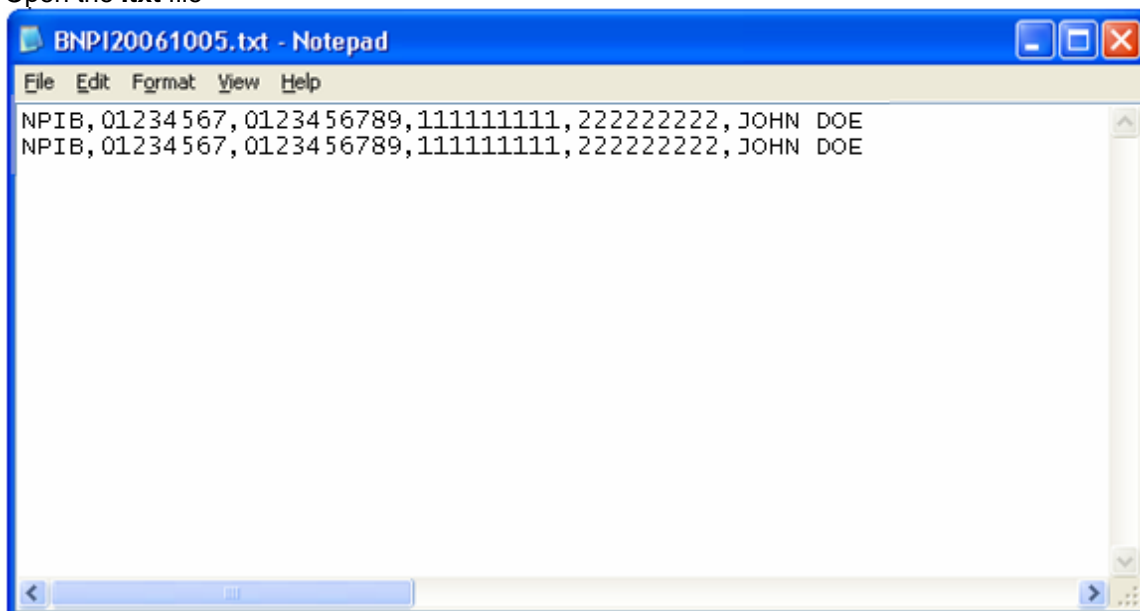 Open the .txt file
BNPI20061005.txt - Notepad
File Edit Format View Help
NPIB,01234567,0123456789,111111111,222222222,JOHN DOE
NPIB,01234567,0123456789,111111111,222222222,JOHN DOE